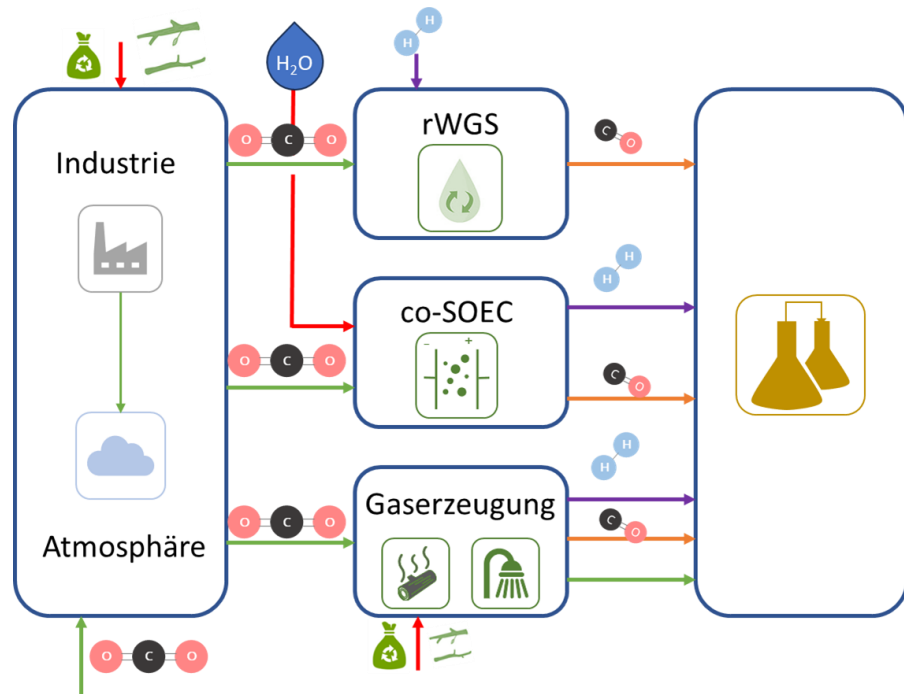 H₂O
H H
O C O
rWGS
C O
Industrie
H H
co-SOEC
− +
O C O
C O
H H
Gaserzeugung
O C O
C O
Atmosphäre
O C O